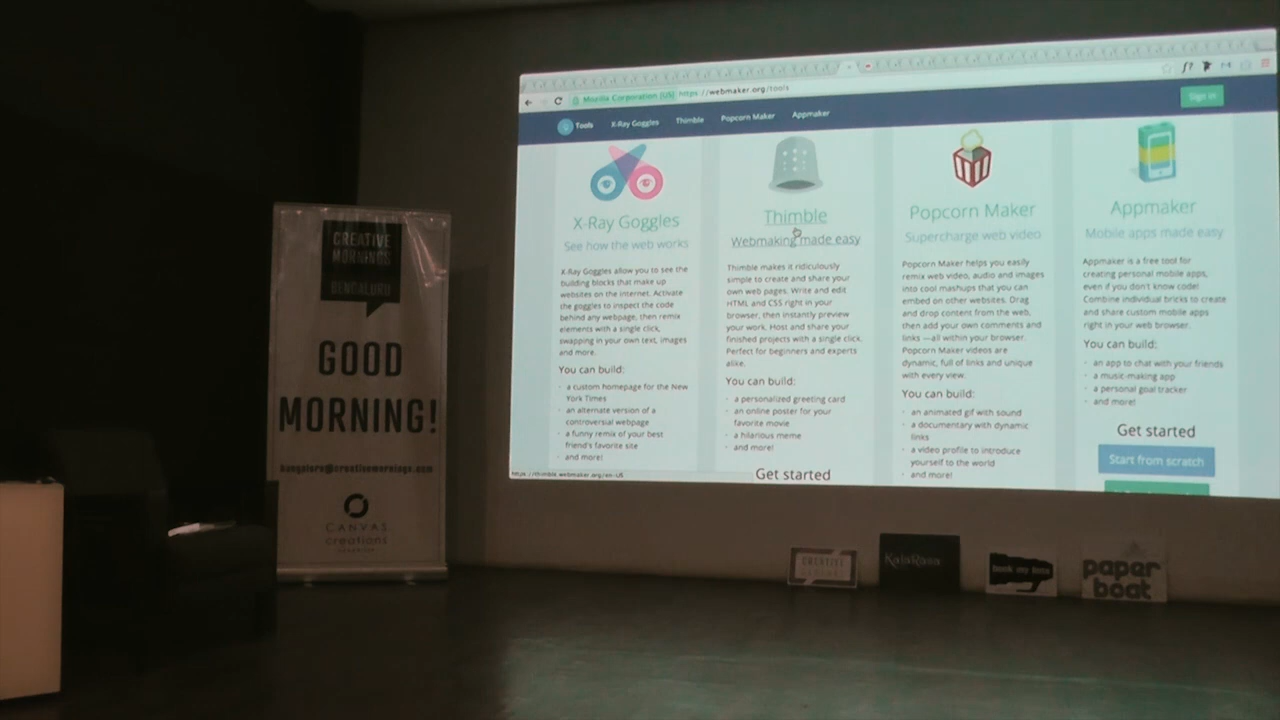 CREATIVE
MORNINGS
BENGALURU
GOOD
MORNING!
bangalore@creativemornings.com
CANVAS
creations
Mozilla Corporation [US] https://webmaker.org/tools
f?
Tools X-Ray Goggles Thimble Popcorn Maker Appmaker Sign in
X-Ray Goggles
See how the web works
X-Ray Goggles allow you to see the
building blocks that make up
websites on the internet. Activate
the goggles to inspect the code
behind any webpage, then remix
elements with a single click,
swapping in your own text, images
and more.
You can build:
a custom homepage for the New
York Times
an alternate version of a
controversial webpage
a funny remix of your best
friend's favorite site
and more!
https://thimble.webmaker.org/en-US
Thimble
Webmaking made easy
Thimble makes it ridiculously
simple to create and share your
own web pages. Write and edit
HTML and CSS right in your
browser, then instantly preview
your work. Host and share your
finished projects with a single click.
Perfect for beginners and experts
alike.
You can build:
a personalized greeting card
an online poster for your
favorite movie
a hilarious meme
and more!
Get started
Popcorn Maker
Supercharge web video
Popcorn Maker helps you easily
remix web video, audio and images
into cool mashups that you can
embed on other websites. Drag
and drop content from the web,
then add your own comments and
links —all within your browser.
Popcorn Maker videos are
dynamic, full of links and unique
with every view.
You can build:
an animated gif with sound
a documentary with dynamic
links
a video profile to introduce
yourself to the world
and more!
Appmaker
Mobile apps made easy
Appmaker is a free tool for
creating personal mobile apps,
even if you don't know code!
Combine individual bricks to create
and share custom mobile apps
right in your web browser.
You can build:
an app to chat with your friends
a music-making app
a personal goal tracker
and more!
Get started
Start from scratch
CREATIVE
paper
boat